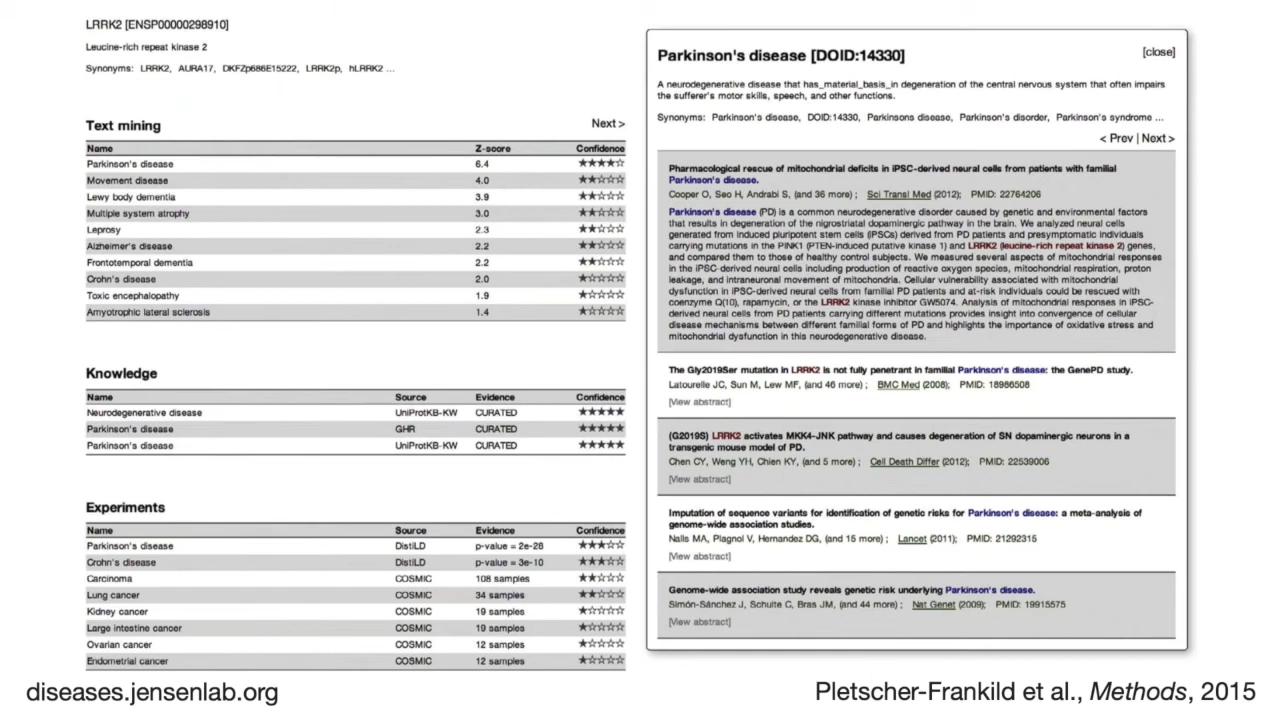 LRRK2 [ENSP00000298910]
Leucine-rich repeat kinase 2
Synonyms: LRRK2, AURA17, DKFZp686E15222, LRRK2p, hLRRK2 ...
Text mining
Next >
Name Z-score Confidence
Parkinson's disease 6.4 ★★★★☆
Movement disease 4.0 ★★☆☆☆
Lewy body dementia 3.9 ★★☆☆☆
Multiple system atrophy 3.0 ★★☆☆☆
Leprosy 2.3 ★★☆☆☆
Alzheimer's disease 2.2 ★★☆☆☆
Frontotemporal dementia 2.2 ★★☆☆☆
Crohn's disease 2.0 ★☆☆☆☆
Toxic encephalopathy 1.9 ★☆☆☆☆
Amyotrophic lateral sclerosis 1.4 ★☆☆☆☆
Knowledge
Name Source Evidence Confidence
Neurodegenerative disease UniProtKB-KW CURATED ★★★★★
Parkinson's disease GHR CURATED ★★★★★
Parkinson's disease UniProtKB-KW CURATED ★★★★★
Experiments
Name Source Evidence Confidence
Parkinson's disease DistiLD p-value = 2e-28 ★★★☆☆
Crohn's disease DistiLD p-value = 3e-10 ★★★☆☆
Carcinoma COSMIC 108 samples ★★☆☆☆
Lung cancer COSMIC 34 samples ★★☆☆☆
Kidney cancer COSMIC 19 samples ★☆☆☆☆
Large intestine cancer COSMIC 19 samples ★☆☆☆☆
Ovarian cancer COSMIC 12 samples ★☆☆☆☆
Endometrial cancer COSMIC 12 samples ★☆☆☆☆
Parkinson's disease [DOID:14330]
[close]
A neurodegenerative disease that has_material_basis_in degeneration of the central nervous system that often impairs
the sufferer's motor skills, speech, and other functions.
Synonyms: Parkinson's disease, DOID:14330, Parkinsons disease, Parkinson's disorder, Parkinson's syndrome ...
< Prev | Next >
Pharmacological rescue of mitochondrial deficits in iPSC-derived neural cells from patients with familial
Parkinson's disease.
Cooper O, Seo H, Andrabi S, (and 36 more) ; Sci Transl Med (2012); PMID: 22764206
Parkinson's disease (PD) is a common neurodegenerative disorder caused by genetic and environmental factors
that results in degeneration of the nigrostriatal dopaminergic pathway in the brain. We analyzed neural cells
generated from induced pluripotent stem cells (iPSCs) derived from PD patients and presymptomatic individuals
carrying mutations in the PINK1 (PTEN-induced putative kinase 1) and LRRK2 (leucine-rich repeat kinase 2) genes,
and compared them to those of healthy control subjects. We measured several aspects of mitochondrial responses
in the iPSC-derived neural cells including production of reactive oxygen species, mitochondrial respiration, proton
leakage, and intraneuronal movement of mitochondria. Cellular vulnerability associated with mitochondrial
dysfunction in iPSC-derived neural cells from familial PD patients and at-risk individuals could be rescued with
coenzyme Q(10), rapamycin, or the LRRK2 kinase inhibitor GW5074. Analysis of mitochondrial responses in iPSC-
derived neural cells from PD patients carrying different mutations provides insight into convergence of cellular
disease mechanisms between different familial forms of PD and highlights the importance of oxidative stress and
mitochondrial dysfunction in this neurodegenerative disease.
The Gly2019Ser mutation in LRRK2 is not fully penetrant in familial Parkinson's disease: the GenePD study.
Latourelle JC, Sun M, Lew MF, (and 46 more) ; BMC Med (2008); PMID: 18986508
[View abstract]
(G2019S) LRRK2 activates MKK4-JNK pathway and causes degeneration of SN dopaminergic neurons in a
transgenic mouse model of PD.
Chen CY, Weng YH, Chien KY, (and 5 more) ; Cell Death Differ (2012); PMID: 22539006
[View abstract]
Imputation of sequence variants for identification of genetic risks for Parkinson's disease: a meta-analysis of
genome-wide association studies.
Nalls MA, Plagnol V, Hernandez DG, (and 15 more) ; Lancet (2011); PMID: 21292315
[View abstract]
Genome-wide association study reveals genetic risk underlying Parkinson's disease.
Simón-Sánchez J, Schulte C, Bras JM, (and 44 more) ; Nat Genet (2009); PMID: 19915575
[View abstract]
diseases.jensenlab.org
Pletscher-Frankild et al., Methods, 2015